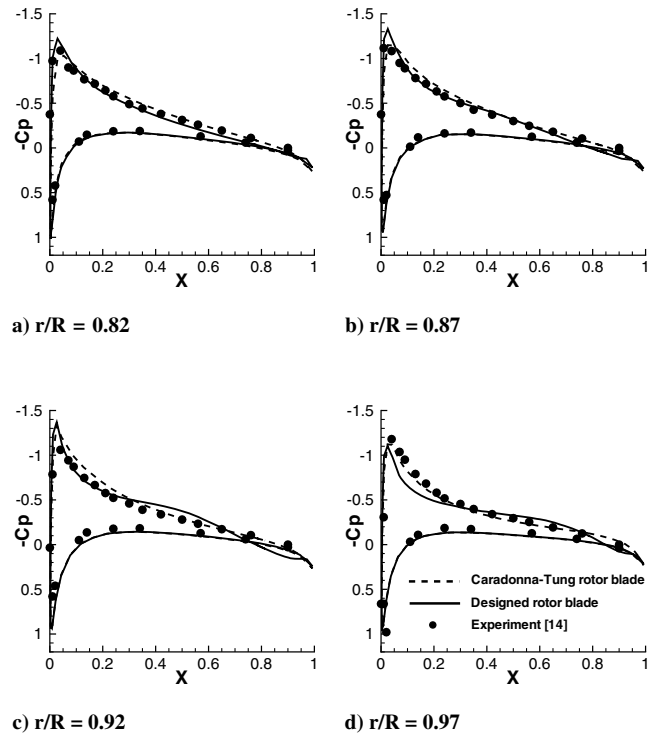 -1.5
-1
-0.5
0
0.5
1
-Cp
0 0.2 0.4 0.6 0.8 1
X
a) r/R = 0.82
-1.5
-1
-0.5
0
0.5
1
-Cp
0 0.2 0.4 0.6 0.8 1
X
b) r/R = 0.87
-1.5
-1
-0.5
0
0.5
1
-Cp
0 0.2 0.4 0.6 0.8 1
X
c) r/R = 0.92
-1.5
-1
-0.5
0
0.5
1
-Cp
Caradonna-Tung rotor blade
Designed rotor blade
Experiment [14]
0 0.2 0.4 0.6 0.8 1
X
d) r/R = 0.97